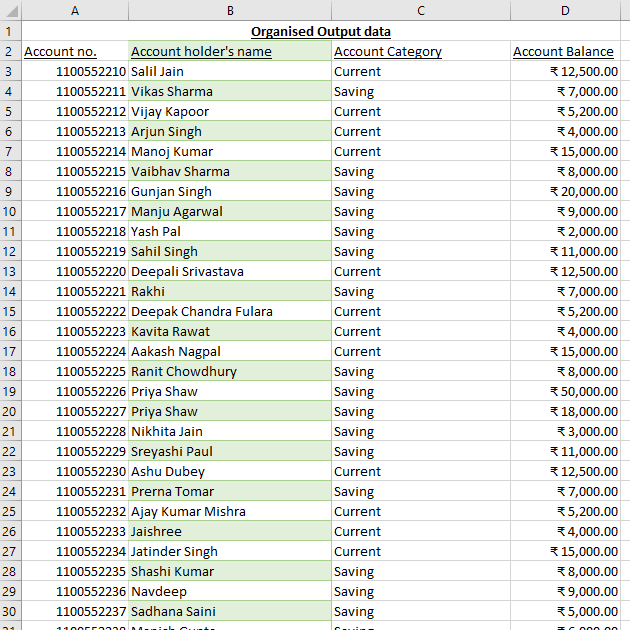 A B C D
1 Organised Output data
2 Account no. Account holder's name Account Category Account Balance
3 1100552210 Salil Jain Current ₹ 12,500.00
4 1100552211 Vikas Sharma Saving ₹ 7,000.00
5 1100552212 Vijay Kapoor Current ₹ 5,200.00
6 1100552213 Arjun Singh Current ₹ 4,000.00
7 1100552214 Manoj Kumar Current ₹ 15,000.00
8 1100552215 Vaibhav Sharma Saving ₹ 8,000.00
9 1100552216 Gunjan Singh Saving ₹ 20,000.00
10 1100552217 Manju Agarwal Saving ₹ 9,000.00
11 1100552218 Yash Pal Saving ₹ 2,000.00
12 1100552219 Sahil Singh Saving ₹ 11,000.00
13 1100552220 Deepali Srivastava Current ₹ 12,500.00
14 1100552221 Rakhi Saving ₹ 7,000.00
15 1100552222 Deepak Chandra Fulara Current ₹ 5,200.00
16 1100552223 Kavita Rawat Current ₹ 4,000.00
17 1100552224 Aakash Nagpal Current ₹ 15,000.00
18 1100552225 Ranit Chowdhury Saving ₹ 8,000.00
19 1100552226 Priya Shaw Saving ₹ 50,000.00
20 1100552227 Priya Shaw Saving ₹ 18,000.00
21 1100552228 Nikhita Jain Saving ₹ 3,000.00
22 1100552229 Sreyashi Paul Saving ₹ 11,000.00
23 1100552230 Ashu Dubey Current ₹ 12,500.00
24 1100552231 Prerna Tomar Saving ₹ 7,000.00
25 1100552232 Ajay Kumar Mishra Current ₹ 5,200.00
26 1100552233 Jaishree Current ₹ 4,000.00
27 1100552234 Jatinder Singh Current ₹ 15,000.00
28 1100552235 Shashi Kumar Saving ₹ 8,000.00
29 1100552236 Navdeep Saving ₹ 9,000.00
30 1100552237 Sadhana Saini Saving ₹ 5,000.00